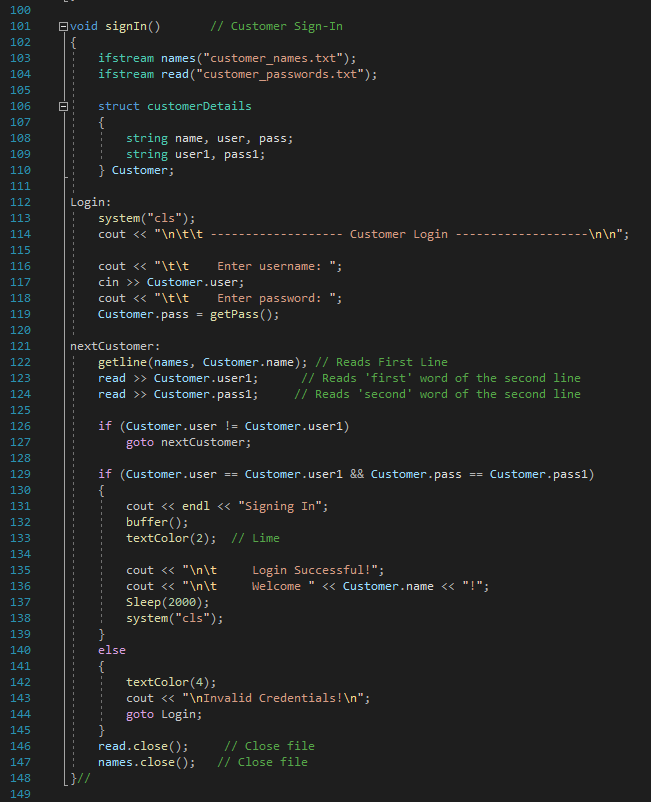 100
101 void signIn() // Customer Sign-In
102 {
103 ifstream names("customer_names.txt");
104 ifstream read("customer_passwords.txt");
105
106 struct customerDetails
107 {
108 string name, user, pass;
109 string user1, pass1;
110 } Customer;
111
112 Login:
113 system("cls");
114 cout << "\n\t\t ------------------- Customer Login -------------------\n\n";
115
116 cout << "\t\t    Enter username: ";
117 cin >> Customer.user;
118 cout << "\t\t    Enter password: ";
119 Customer.pass = getPass();
120
121 nextCustomer:
122 getline(names, Customer.name); // Reads First Line
123 read >> Customer.user1; // Reads 'first' word of the second line
124 read >> Customer.pass1; // Reads 'second' word of the second line
125
126 if (Customer.user != Customer.user1)
127 goto nextCustomer;
128
129 if (Customer.user == Customer.user1 && Customer.pass == Customer.pass1)
130 {
131 cout << endl << "Signing In";
132 buffer();
133 textColor(2); // Lime
134
135 cout << "\n\t     Login Successful!";
136 cout << "\n\t     Welcome " << Customer.name << "!";
137 Sleep(2000);
138 system("cls");
139 }
140 else
141 {
142 textColor(4);
143 cout << "\nInvalid Credentials!\n";
144 goto Login;
145 }
146 read.close(); // Close file
147 names.close(); // Close file
148 }//
149